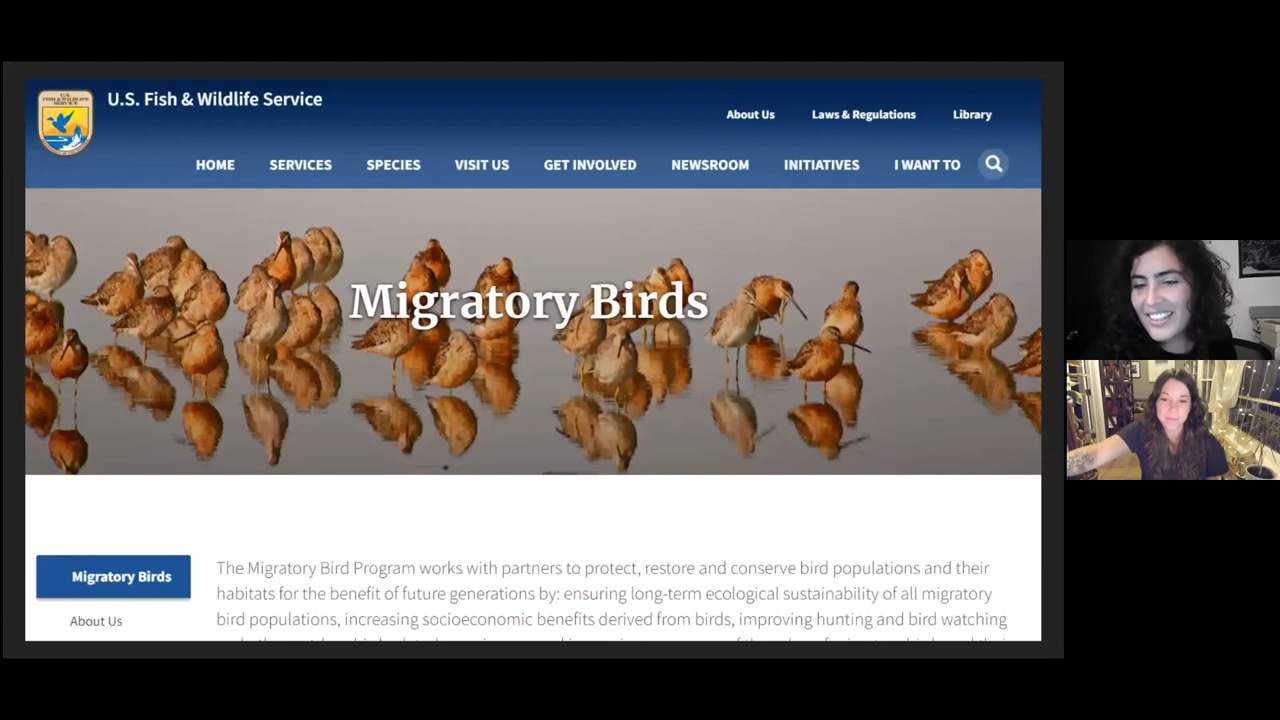 U.S.
FISH & WILDLIFE
SERVICE
U.S. Fish & Wildlife Service
About Us
Laws & Regulations
Library
HOME
SERVICES
SPECIES
VISIT US
GET INVOLVED
NEWSROOM
INITIATIVES
I WANT TO
Migratory Birds
Migratory Birds
About Us
The Migratory Bird Program works with partners to protect, restore and conserve bird populations and their
habitats for the benefit of future generations by: ensuring long-term ecological sustainability of all migratory
bird populations, increasing socioeconomic benefits derived from birds, improving hunting and bird watching